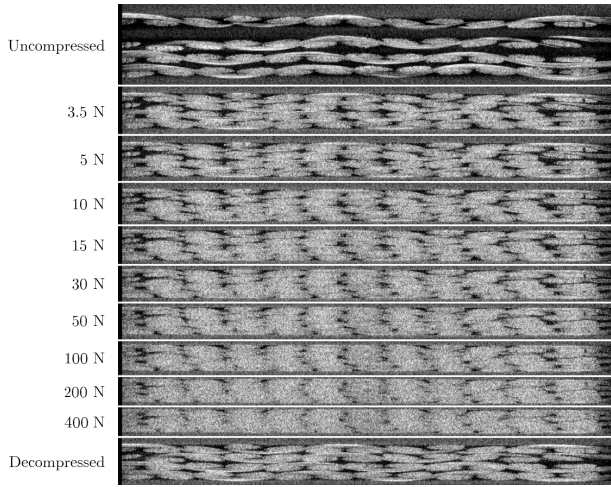 Uncompressed
3.5 N
5 N
10 N
15 N
30 N
50 N
100 N
200 N
400 N
Decompressed